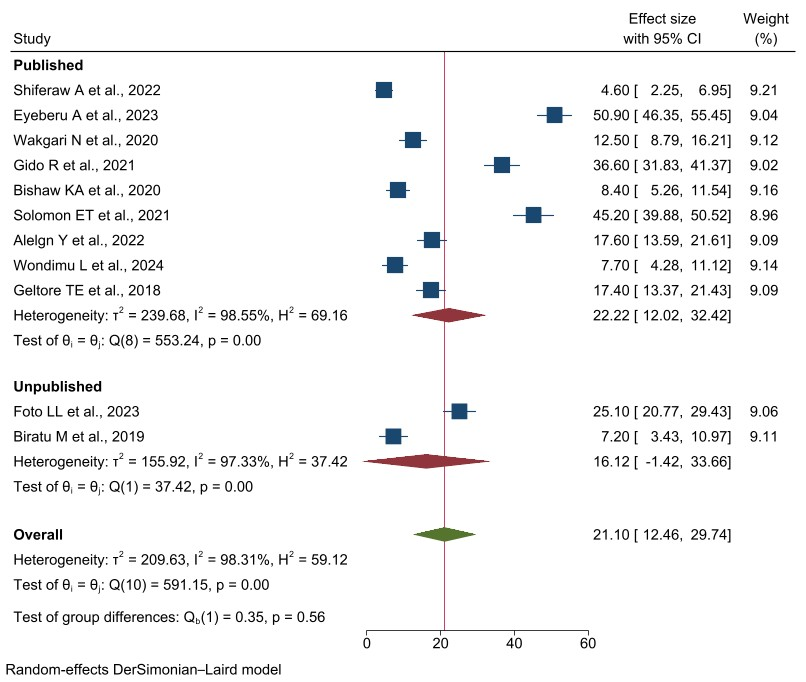 Effect size Weight
Study with 95% CI (%)
Published
Shiferaw A et al., 2022 4.60 [ 2.25, 6.95] 9.21
Eyeberu A et al., 2023 50.90 [ 46.35, 55.45] 9.04
Wakgari N et al., 2020 12.50 [ 8.79, 16.21] 9.12
Gido R et al., 2021 36.60 [ 31.83, 41.37] 9.02
Bishaw KA et al., 2020 8.40 [ 5.26, 11.54] 9.16
Solomon ET et al., 2021 45.20 [ 39.88, 50.52] 8.96
Alelgn Y et al., 2022 17.60 [ 13.59, 21.61] 9.09
Wondimu L et al., 2024 7.70 [ 4.28, 11.12] 9.14
Geltore TE et al., 2018 17.40 [ 13.37, 21.43] 9.09
Heterogeneity: τ² = 239.68, I² = 98.55%, H² = 69.16 22.22 [ 12.02, 32.42]
Test of θᵢ = θⱼ: Q(8) = 553.24, p = 0.00
Unpublished
Foto LL et al., 2023 25.10 [ 20.77, 29.43] 9.06
Biratu M et al., 2019 7.20 [ 3.43, 10.97] 9.11
Heterogeneity: τ² = 155.92, I² = 97.33%, H² = 37.42 16.12 [ -1.42, 33.66]
Test of θᵢ = θⱼ: Q(1) = 37.42, p = 0.00
Overall 21.10 [ 12.46, 29.74]
Heterogeneity: τ² = 209.63, I² = 98.31%, H² = 59.12
Test of θᵢ = θⱼ: Q(10) = 591.15, p = 0.00
Test of group differences: Q_b(1) = 0.35, p = 0.56
0 20 40 60
Random-effects DerSimonian–Laird model